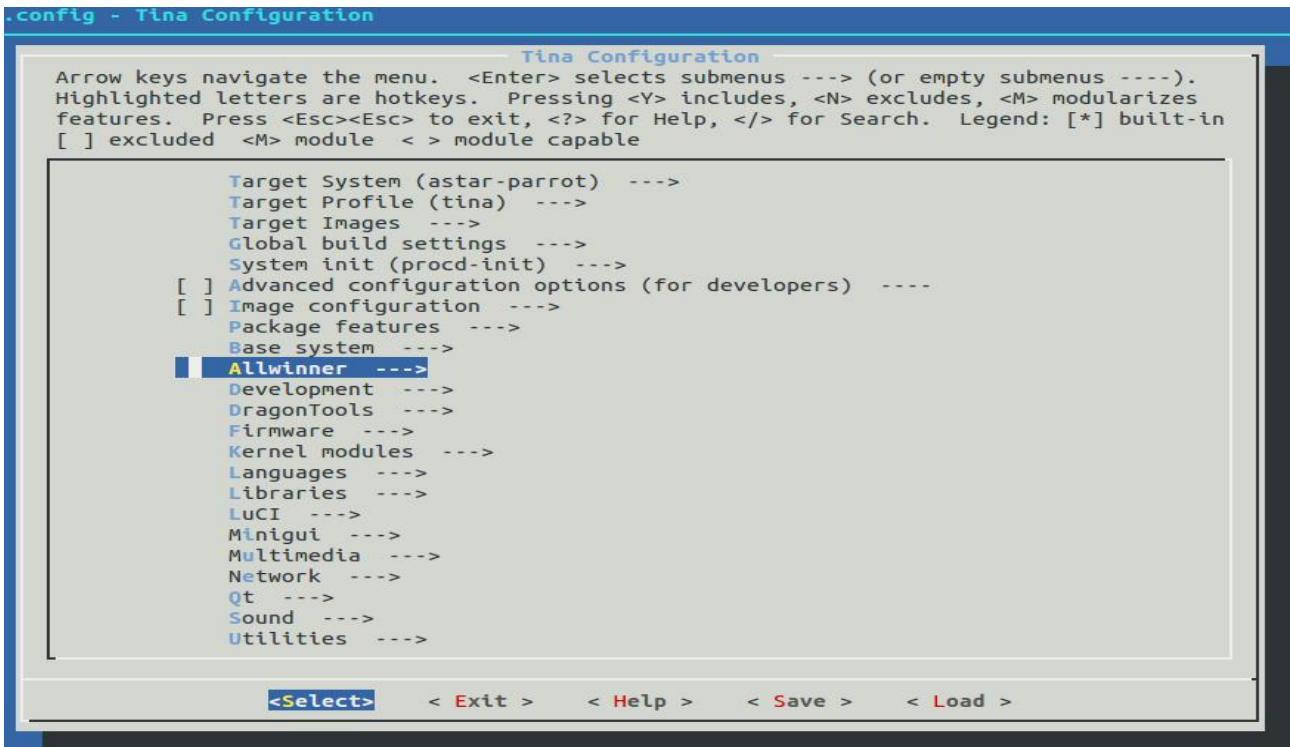 .config - Tina Configuration
Tina Configuration
Arrow keys navigate the menu.  <Enter> selects submenus ---> (or empty submenus ----).
Highlighted letters are hotkeys.  Pressing <Y> includes, <N> excludes, <M> modularizes
features.  Press <Esc><Esc> to exit, <?> for Help, </> for Search.  Legend: [*] built-in
[ ] excluded  <M> module  < > module capable
Target System (astar-parrot)  --->
Target Profile (tina)  --->
Target Images  --->
Global build settings  --->
System init (procd-init)  --->
[ ] Advanced configuration options (for developers)  ----
[ ] Image configuration  --->
Package features  --->
Base system  --->
Allwinner  --->
Development  --->
DragonTools  --->
Firmware  --->
Kernel modules  --->
Languages  --->
Libraries  --->
LuCI  --->
Minigui  --->
Multimedia  --->
Network  --->
Qt  --->
Sound  --->
Utilities  --->
<Select>    < Exit >    < Help >    < Save >    < Load >